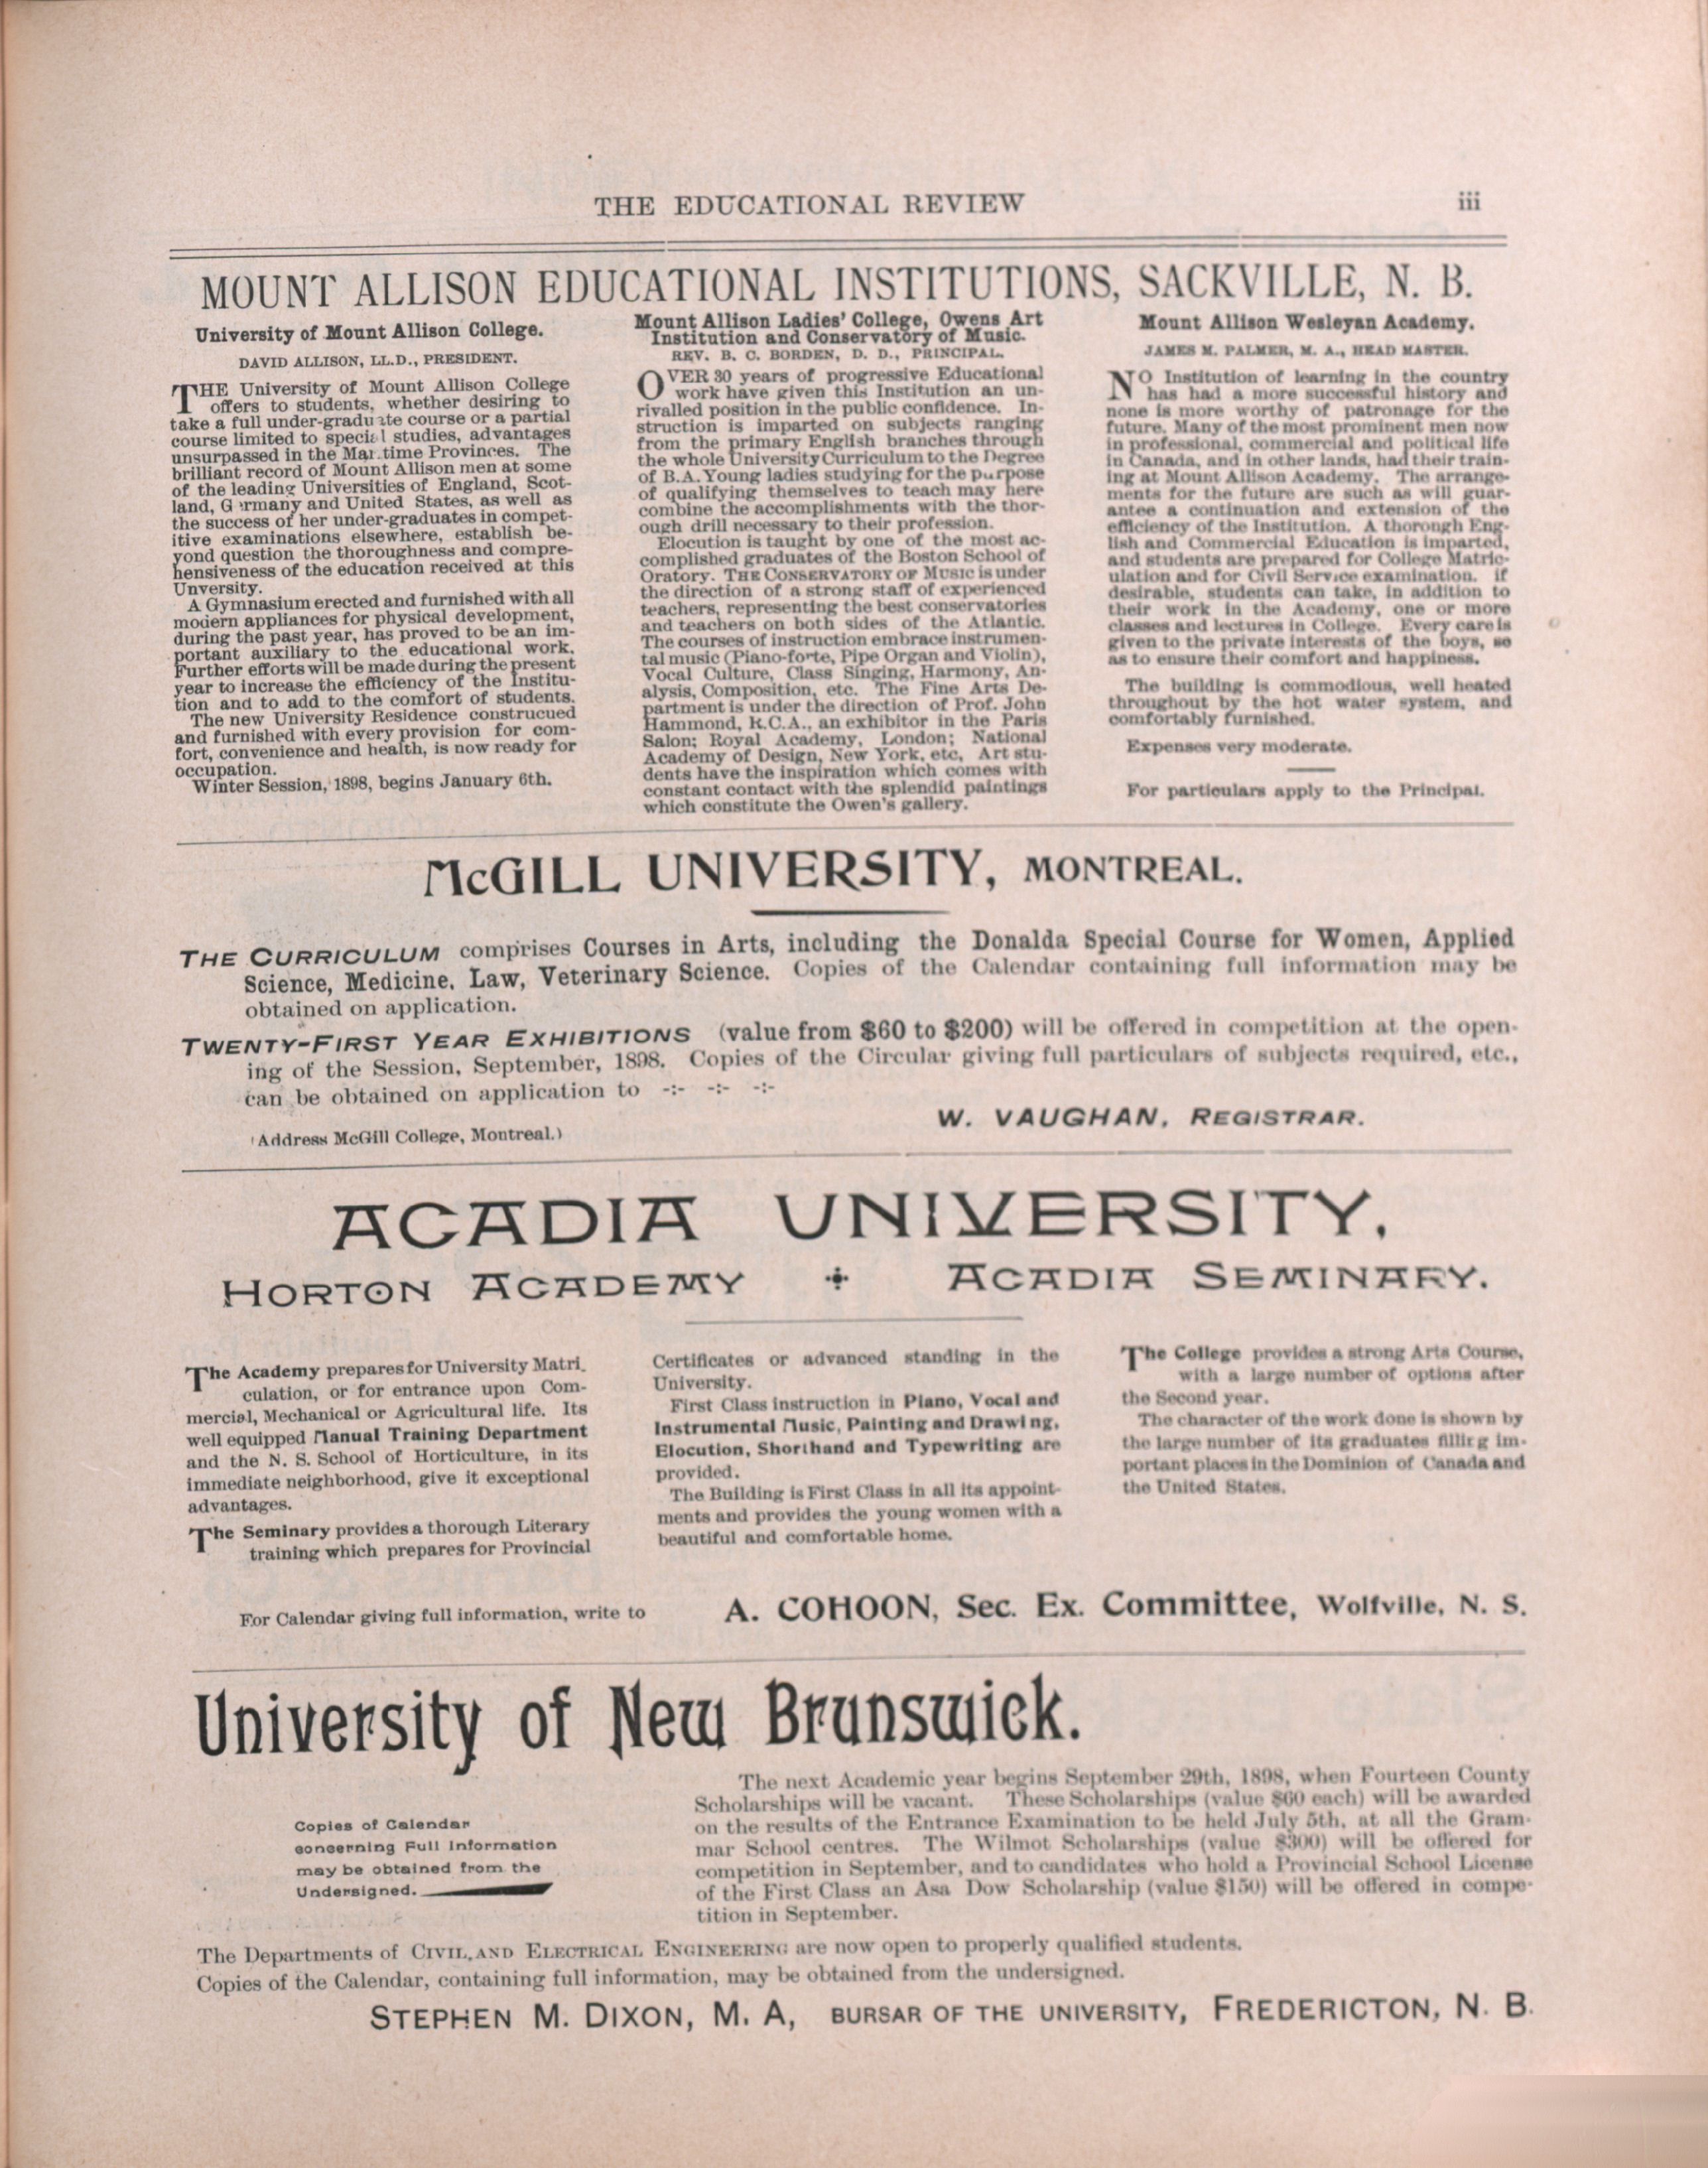 THE EDUCATIONAL REVIEW iii
MOUNT ALLISON EDUCATIONAL INSTITUTIONS, SACKVILLE, N. B.
University of Mount Allison College.
DAVID ALLISON, LL.D., PRESIDENT.
THE University of Mount Allison College
offers to students, whether desiring to
take a full under-graduate course or a partial
course limited to special studies, advantages
unsurpassed in the Mar.time Provinces. The
brilliant record of Mount Allison men at some
of the leading Universities of England, Scot-
land, G rmany and United States, as well as
the success of her under-graduates in compet-
itive examinations elsewhere, establish be-
yond question the thoroughness and compre-
hensiveness of the education received at this
Unversity.
A Gymnasium erected and furnished with all
modern appliances for physical development,
during the past year, has proved to be an im-
portant auxiliary to the educational work.
Further efforts will be made during the present
year to increase the efficiency of the Institu-
tion and to add to the comfort of students.
The new University Residence construcued
and furnished with every provision for com-
fort, convenience and health, is now ready for
occupation.
Winter Session, 1898, begins January 6th.
Mount Allison Ladies' College, Owens Art
Institution and Conservatory of Music.
REV. B. C. BORDEN, D. D., PRINCIPAL.
OVER 30 years of progressive Educational
work have given this Institution an un-
rivalled position in the public confidence. In-
struction is imparted on subjects ranging
from the primary English branches through
the whole University Curriculum to the Degree
of B.A. Young ladies studying for the purpose
of qualifying themselves to teach may here
combine the accomplishments with the thor-
ough drill necessary to their profession.
Elocution is taught by one of the most ac-
complished graduates of the Boston School of
Oratory. THE CONSERVATORY OF MUSIC is under
the direction of a strong staff of experienced
teachers, representing the best conservatories
and teachers on both sides of the Atlantic.
The courses of instruction embrace instrumen-
tal music (Piano-forte, Pipe Organ and Violin),
Vocal Culture, Class Singing, Harmony, An-
alysis, Composition, etc. The Fine Arts De-
partment is under the direction of Prof. John
Hammond, R.C.A., an exhibitor in the Paris
Salon; Royal Academy, London; National
Academy of Design, New York, etc, Art stu-
dents have the inspiration which comes with
constant contact with the splendid paintings
which constitute the Owen's gallery.
Mount Allison Wesleyan Academy.
JAMES M. PALMER, M. A., HEAD MASTER.
NO Institution of learning in the country
has had a more successful history and
none is more worthy of patronage for the
future. Many of the most prominent men now
in professional, commercial and political life
in Canada, and in other lands, had their train-
ing at Mount Allison Academy. The arrange-
ments for the future are such as will guar-
antee a continuation and extension of the
efficiency of the Institution. A thorough Eng-
lish and Commercial Education is imparted,
and students are prepared for College Matric-
ulation and for Civil Service examination. If
desirable, students can take, in addition to
their work in the Academy, one or more
classes and lectures in College. Every care is
given to the private interests of the boys, so
as to ensure their comfort and happiness.
The building is commodious, well heated
throughout by the hot water system, and
comfortably furnished.
Expenses very moderate.
For particulars apply to the Principal.
McGILL UNIVERSITY, MONTREAL.
THE CURRICULUM comprises Courses in Arts, including the Donalda Special Course for Women, Applied
Science, Medicine, Law, Veterinary Science. Copies of the Calendar containing full information may be
obtained on application.
TWENTY-FIRST YEAR EXHIBITIONS (value from $60 to $200) will be offered in competition at the open-
ing of the Session, September, 1898. Copies of the Circular giving full particulars of subjects required, etc.,
can be obtained on application to -:- -:- -:-
W. VAUGHAN, REGISTRAR.
(Address McGill College, Montreal.)
ACADIA UNIVERSITY,
HORTON ACADEMY ACADIA SEMINARY.
The Academy prepares for University Matri-
culation, or for entrance upon Com-
mercial, Mechanical or Agricultural life. Its
well equipped Manual Training Department
and the N. S. School of Horticulture, in its
immediate neighborhood, give it exceptional
advantages.
The Seminary provides a thorough Literary
training which prepares for Provincial
Certificates or advanced standing in the
University.
First Class instruction in Piano, Vocal and
Instrumental Music, Painting and Drawing,
Elocution, Shorthand and Typewriting are
provided.
The Building is First Class in all its appoint-
ments and provides the young women with a
beautiful and comfortable home.
The College provides a strong Arts Course,
with a large number of options after
the Second year.
The character of the work done is shown by
the large number of its graduates filling im-
portant places in the Dominion of Canada and
the United States.
For Calendar giving full information, write to A. COHOON, Sec. Ex. Committee, Wolfville, N. S.
University of New Brunswick.
Copies of Calendar
concerning Full Information
may be obtained from the
Undersigned.
The next Academic year begins September 29th, 1898, when Fourteen County
Scholarships will be vacant. These Scholarships (value $60 each) will be awarded
on the results of the Entrance Examination to be held July 5th, at all the Gram-
mar School centres. The Wilmot Scholarships (value $300) will be offered for
competition in September, and to candidates who hold a Provincial School License
of the First Class an Asa Dow Scholarship (value $150) will be offered in compe-
tition in September.
The Departments of CIVIL AND ELECTRICAL ENGINEERING are now open to properly qualified students.
Copies of the Calendar, containing full information, may be obtained from the undersigned.
STEPHEN M. DIXON, M. A, BURSAR OF THE UNIVERSITY, FREDERICTON, N. B.